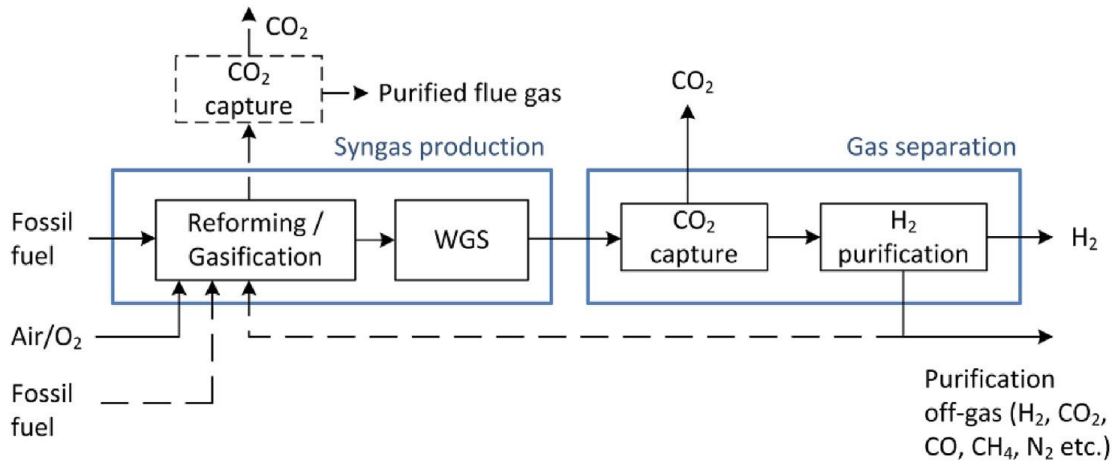 CO₂
CO₂
capture
Purified flue gas
CO₂
Syngas production
Gas separation
Fossil
fuel
Reforming /
Gasification
WGS
CO₂
capture
H₂
purification
H₂
Air/O₂
Fossil
fuel
Purification
off-gas (H₂, CO₂,
CO, CH₄, N₂ etc.)